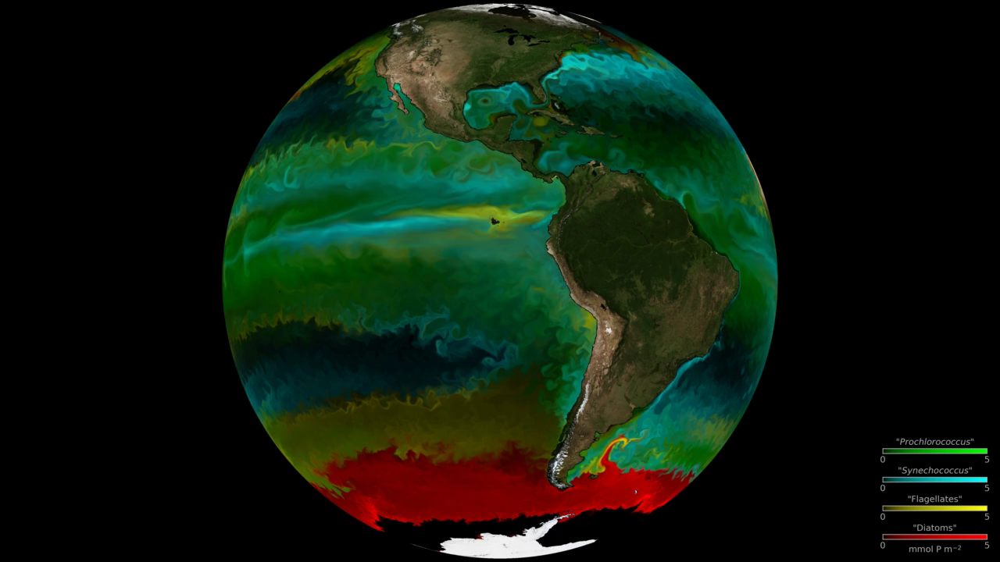 "Prochlorococcus"
0 5
"Synechococcus"
0 5
"Flagellates"
0 5
"Diatoms"
0 5
mmol P m⁻²